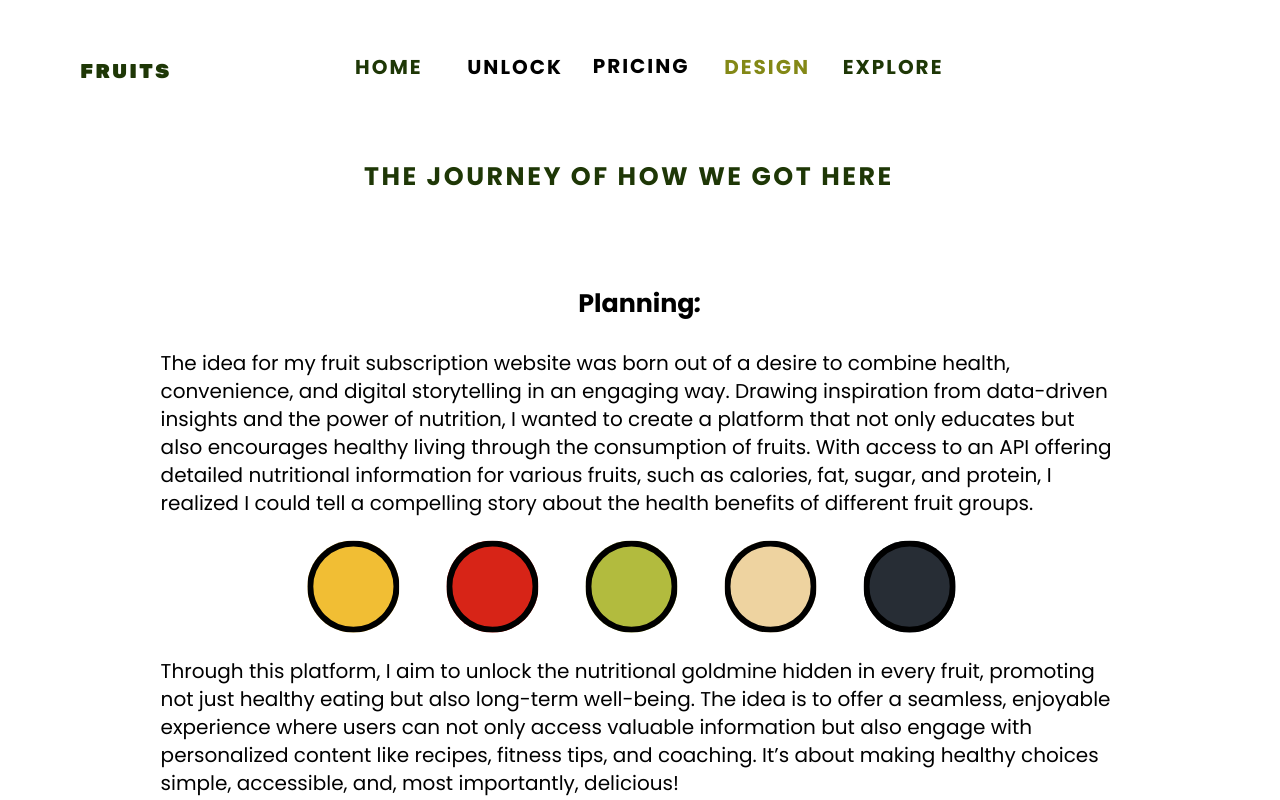 FRUITS
HOME UNLOCK PRICING DESIGN EXPLORE
THE JOURNEY OF HOW WE GOT HERE
Planning:
The idea for my fruit subscription website was born out of a desire to combine health,
convenience, and digital storytelling in an engaging way. Drawing inspiration from data-driven
insights and the power of nutrition, I wanted to create a platform that not only educates but
also encourages healthy living through the consumption of fruits. With access to an API offering
detailed nutritional information for various fruits, such as calories, fat, sugar, and protein, I
realized I could tell a compelling story about the health benefits of different fruit groups.
Through this platform, I aim to unlock the nutritional goldmine hidden in every fruit, promoting
not just healthy eating but also long-term well-being. The idea is to offer a seamless, enjoyable
experience where users can not only access valuable information but also engage with
personalized content like recipes, fitness tips, and coaching. It’s about making healthy choices
simple, accessible, and, most importantly, delicious!